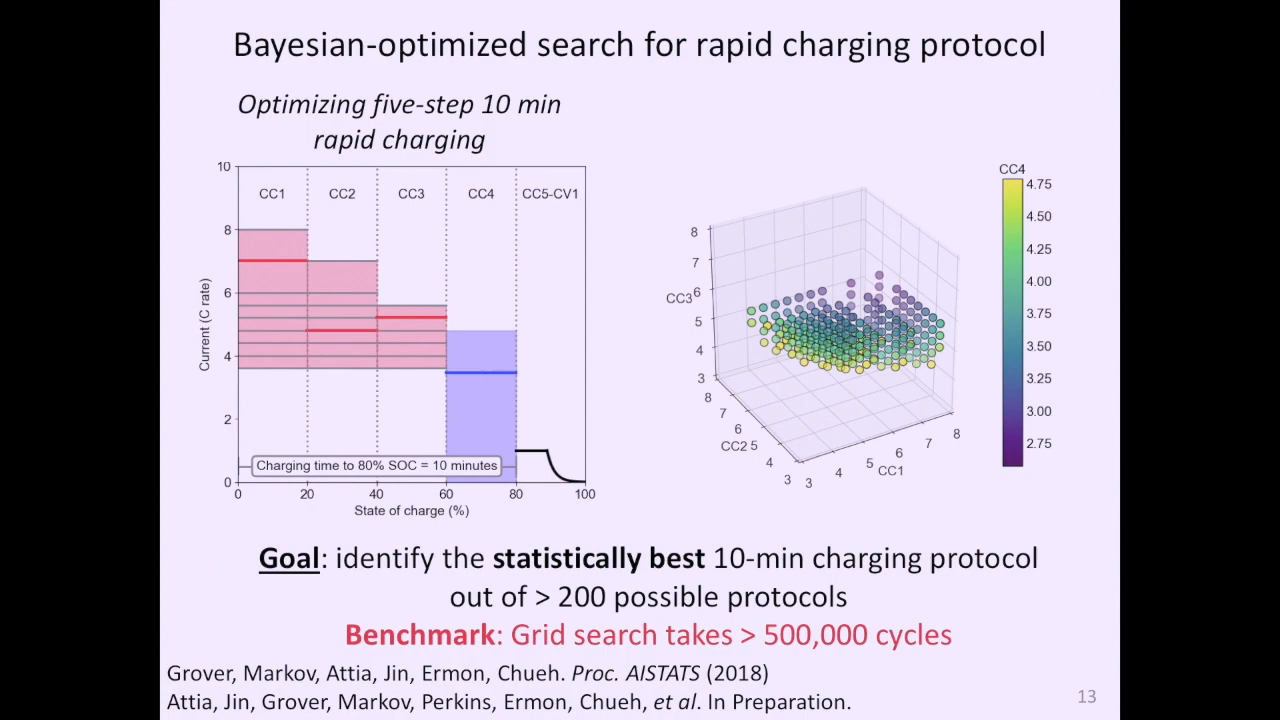 Bayesian-optimized search for rapid charging protocol
Optimizing five-step 10 min
rapid charging
10
8
6
4
2
0
Current (C rate)
CC1
CC2
CC3
CC4
CC5-CV1
Charging time to 80% SOC = 10 minutes
0
20
40
60
80
100
State of charge (%)
8
7
6
5
4
3
CC3
8
7
6
5
4
3
CC2
3
4
5
6
7
8
CC1
CC4
4.75
4.50
4.25
4.00
3.75
3.50
3.25
3.00
2.75
Goal: identify the statistically best 10-min charging protocol
out of > 200 possible protocols
Benchmark: Grid search takes > 500,000 cycles
Grover, Markov, Attia, Jin, Ermon, Chueh. Proc. AISTATS (2018)
Attia, Jin, Grover, Markov, Perkins, Ermon, Chueh, et al. In Preparation.
13